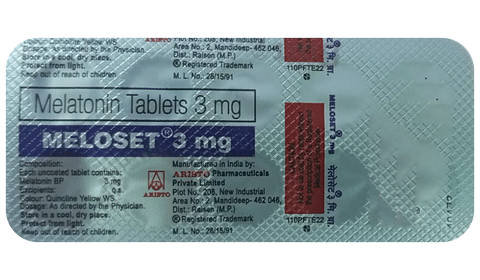 Colour: Quinoline Yellow WS.
Dosage: As directed by the Physician.
Store in a cool, dry place.
Protect from light.
Keep out of reach of children.
ARISTO
Plot No.: 206, New Industrial
Area No.: 2, Mandideep- 462 046,
Dist.: Raisen (M.P.)
® Registered Trademark
M. L. No.: 28/15/91
110PFTE22
Melatonin Tablets 3 mg
MELOSET® 3 mg
Composition:
Each uncoated tablet contains:
Melatonin BP 3 mg
Excipients: q.s.
Colour: Quinoline Yellow WS.
Dosage: As directed by the Physician.
Store in a cool, dry place.
Protect from light.
Keep out of reach of children.
ARISTO
Manufactured in India by:
ARISTO Pharmaceuticals
Private Limited
Plot No.: 206, New Industrial
Area No.: 2, Mandideep- 462 046,
Dist.: Raisen (M.P.)
® Registered Trademark
M. L. No.: 28/15/91
110PFTE22
MELOSET® 3 mg